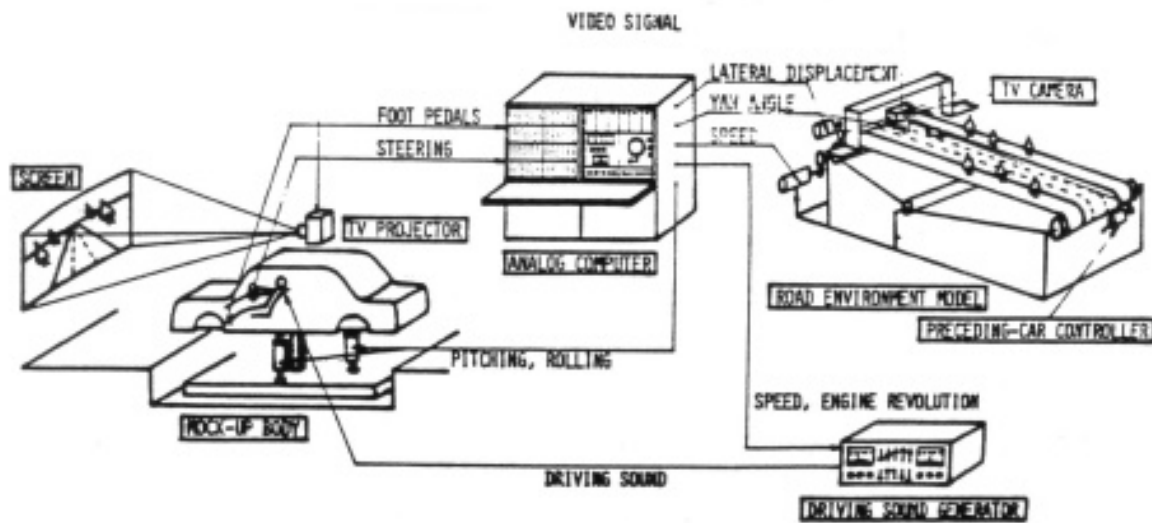 VIDEO SIGNAL
LATERAL DISPLACEMENT
TV CAMERA
YAW ANGLE
FOOT PEDALS
SPEED
STEERING
SCREEN
TV PROJECTOR
ANALOG COMPUTER
ROAD ENVIRONMENT MODEL
PRECEDING-CAR CONTROLLER
PITCHING, ROLLING
SPEED, ENGINE REVOLUTION
MOCK-UP BODY
DRIVING SOUND
DRIVING SOUND GENERATOR